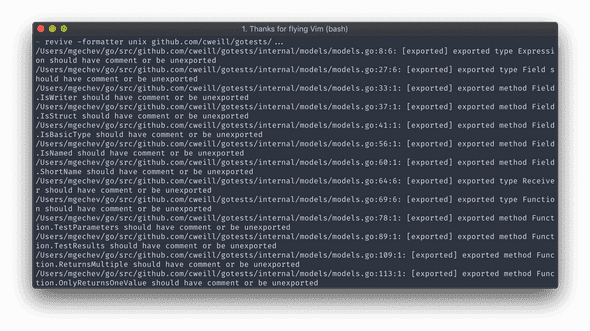 1. Thanks for flying Vim (bash)
~ revive -formatter unix github.com/cweill/gotests/...
/Users/mgechev/go/src/github.com/cweill/gotests/internal/models/models.go:8:6: [exported] exported type Expressi
on should have comment or be unexported
/Users/mgechev/go/src/github.com/cweill/gotests/internal/models/models.go:27:6: [exported] exported type Field s
hould have comment or be unexported
/Users/mgechev/go/src/github.com/cweill/gotests/internal/models/models.go:33:1: [exported] exported method Field
.IsWriter should have comment or be unexported
/Users/mgechev/go/src/github.com/cweill/gotests/internal/models/models.go:37:1: [exported] exported method Field
.IsStruct should have comment or be unexported
/Users/mgechev/go/src/github.com/cweill/gotests/internal/models/models.go:41:1: [exported] exported method Field
.IsBasicType should have comment or be unexported
/Users/mgechev/go/src/github.com/cweill/gotests/internal/models/models.go:56:1: [exported] exported method Field
.IsNamed should have comment or be unexported
/Users/mgechev/go/src/github.com/cweill/gotests/internal/models/models.go:60:1: [exported] exported method Field
.ShortName should have comment or be unexported
/Users/mgechev/go/src/github.com/cweill/gotests/internal/models/models.go:64:6: [exported] exported type Receive
r should have comment or be unexported
/Users/mgechev/go/src/github.com/cweill/gotests/internal/models/models.go:69:6: [exported] exported type Functio
n should have comment or be unexported
/Users/mgechev/go/src/github.com/cweill/gotests/internal/models/models.go:78:1: [exported] exported method Funct
ion.TestParameters should have comment or be unexported
/Users/mgechev/go/src/github.com/cweill/gotests/internal/models/models.go:89:1: [exported] exported method Funct
ion.TestResults should have comment or be unexported
/Users/mgechev/go/src/github.com/cweill/gotests/internal/models/models.go:109:1: [exported] exported method Func
tion.ReturnsMultiple should have comment or be unexported
/Users/mgechev/go/src/github.com/cweill/gotests/internal/models/models.go:113:1: [exported] exported method Func
tion.OnlyReturnsOneValue should have comment or be unexported